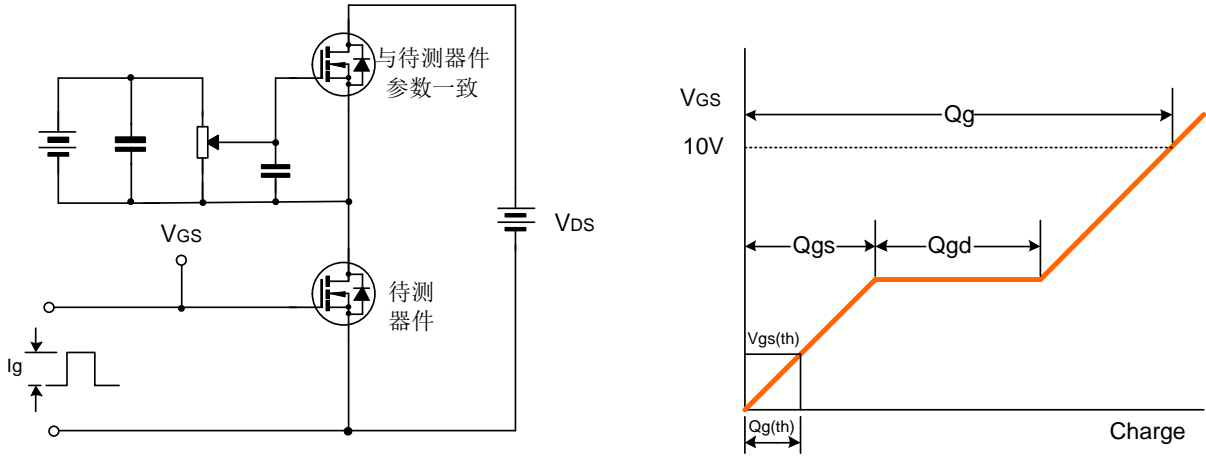 与待测器件
参数一致
VGS
VDS
待测
器件
Ig
VGS
Qg
10V
Qgs
Qgd
Vgs(th)
Qg(th)
Charge